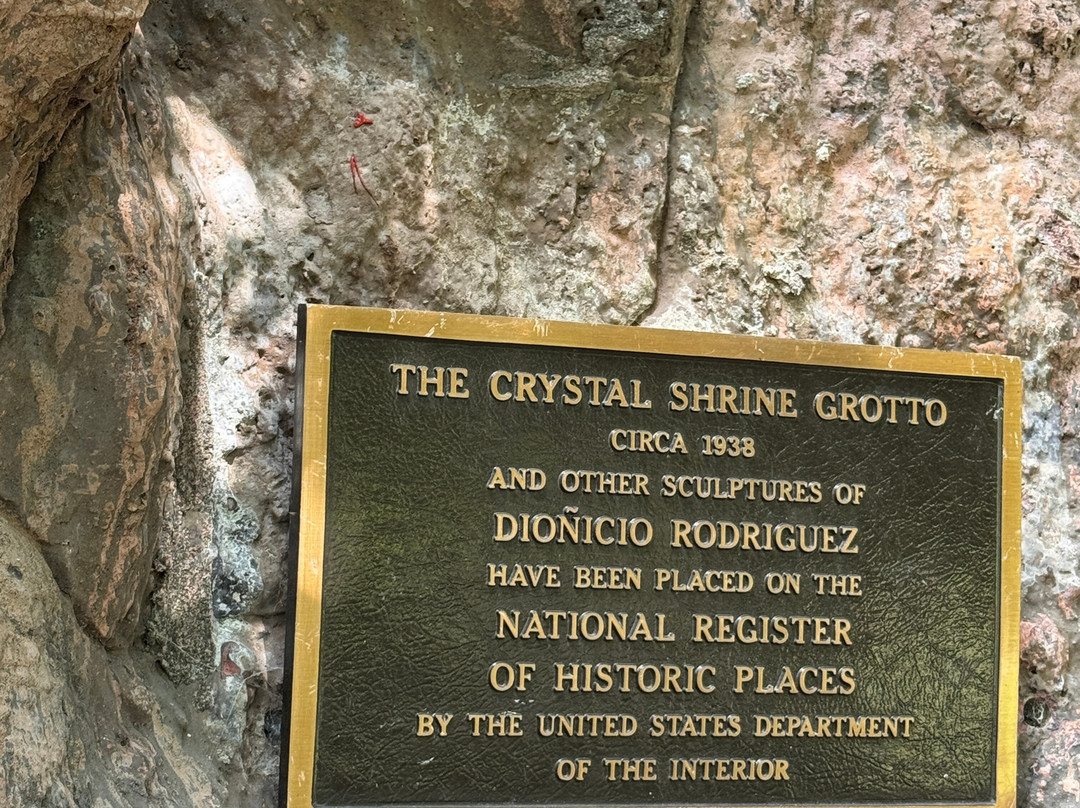 THE CRYSTAL SHRINE GROTTO
CIRCA 1938
AND OTHER SCULPTURES OF
DIOÑICIO RODRIGUEZ
HAVE BEEN PLACED ON THE
NATIONAL REGISTER
OF HISTORIC PLACES
BY THE UNITED STATES DEPARTMENT
OF THE INTERIOR